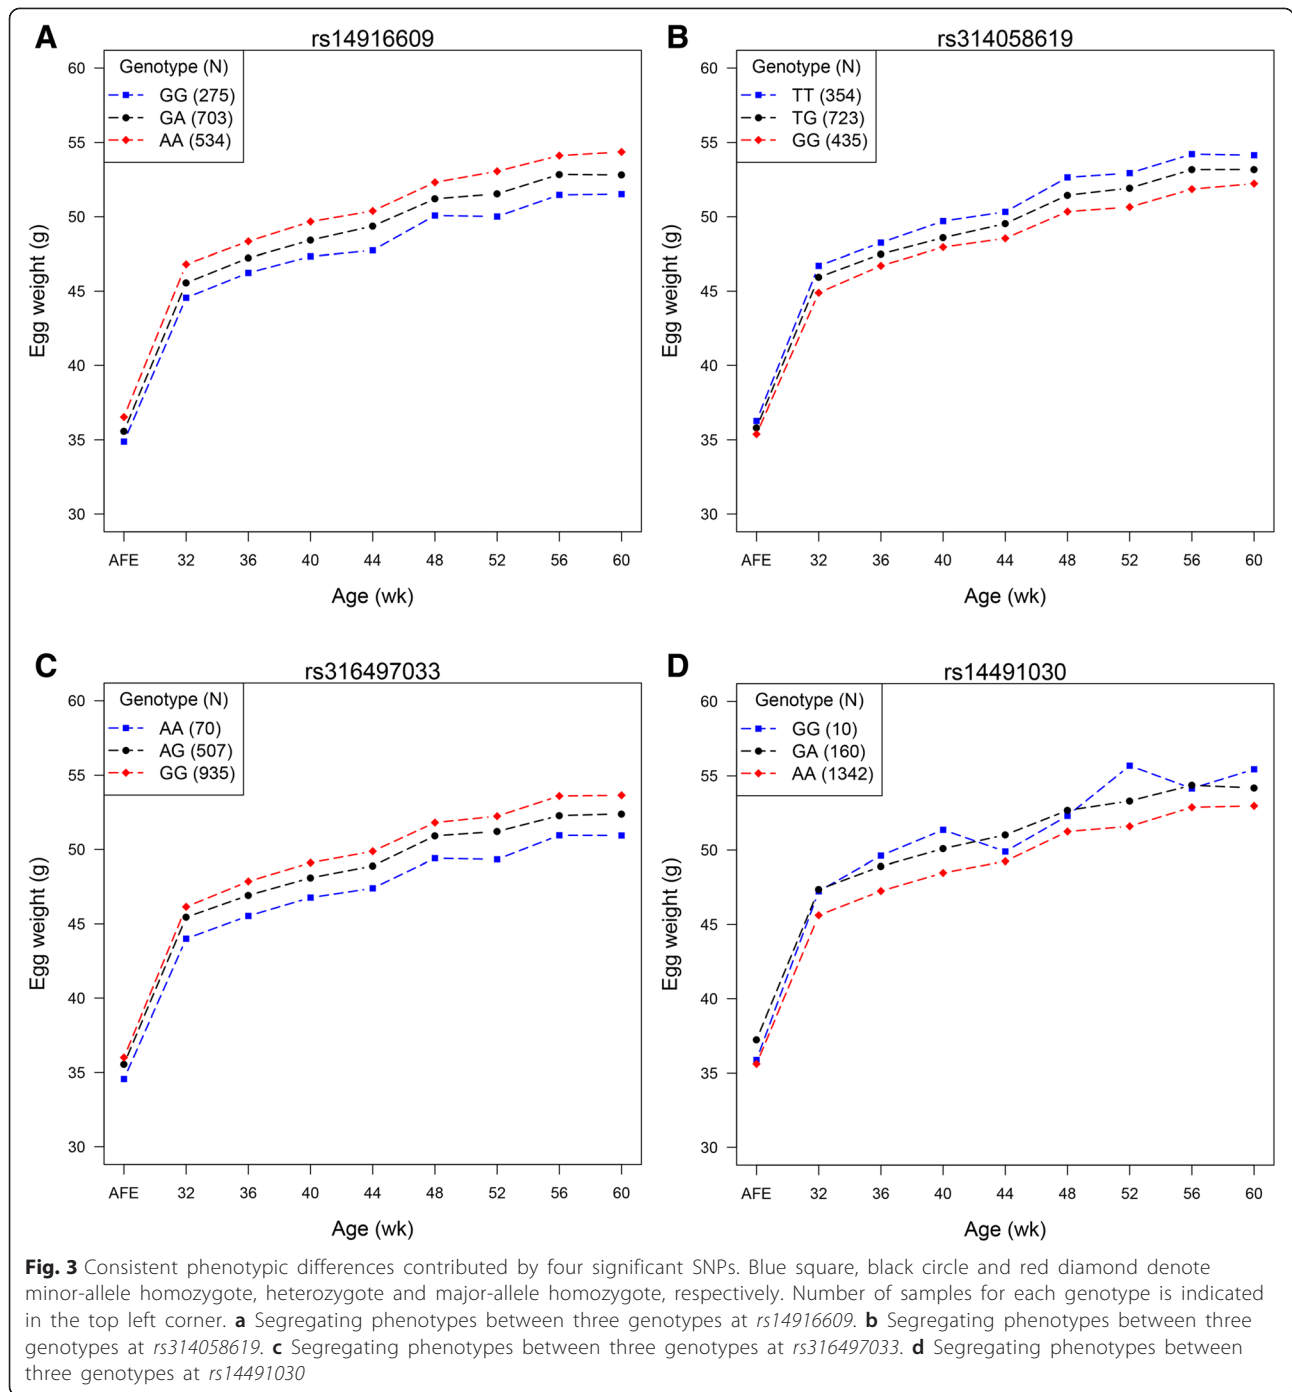 A
rs14916609
Genotype (N)
GG (275)
GA (703)
AA (534)
60
55
50
45
40
35
30
Egg weight (g)
AFE 32 36 40 44 48 52 56 60
Age (wk)
B
rs314058619
Genotype (N)
TT (354)
TG (723)
GG (435)
60
55
50
45
40
35
30
Egg weight (g)
AFE 32 36 40 44 48 52 56 60
Age (wk)
C
rs316497033
Genotype (N)
AA (70)
AG (507)
GG (935)
60
55
50
45
40
35
30
Egg weight (g)
AFE 32 36 40 44 48 52 56 60
Age (wk)
D
rs14491030
Genotype (N)
GG (10)
GA (160)
AA (1342)
60
55
50
45
40
35
30
Egg weight (g)
AFE 32 36 40 44 48 52 56 60
Age (wk)
Fig. 3 Consistent phenotypic differences contributed by four significant SNPs. Blue square, black circle and red diamond denote
minor-allele homozygote, heterozygote and major-allele homozygote, respectively. Number of samples for each genotype is indicated
in the top left corner. a Segregating phenotypes between three genotypes at rs14916609. b Segregating phenotypes between three
genotypes at rs314058619. c Segregating phenotypes between three genotypes at rs316497033. d Segregating phenotypes between
three genotypes at rs14491030